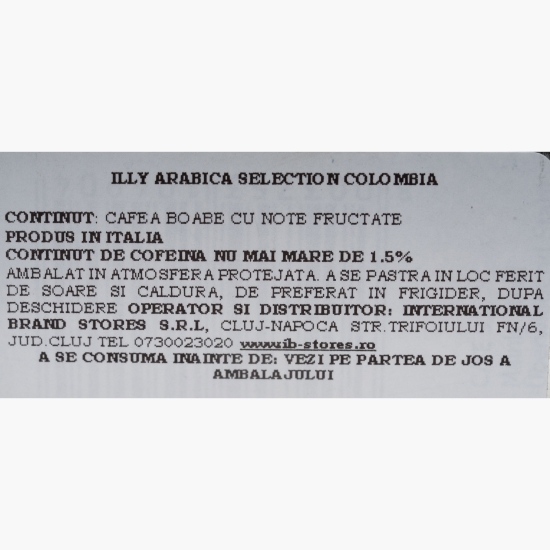 ILLY ARABICA SELECTION COLOMBIA
CONTINUT: CAFEA BOABE CU NOTE FRUCTATE
PRODUS IN ITALIA
CONTINUT DE COFEINA NU MAI MARE DE 1.5%
AMBALAT IN ATMOSFERA PROTEJATA. A SE PASTRA IN LOC FERIT
DE SOARE SI CALDURA, DE PREFERAT IN FRIGIDER, DUPA
DESCHIDERE OPERATOR SI DISTRIBUITOR: INTERNATIONAL
BRAND STORES S.R.L, CLUJ-NAPOCA STR.TRIFOIULUI FN/6,
JUD.CLUJ TEL 0730023020 www.ib-stores.ro
A SE CONSUMA INAINTE DE: VEZI PE PARTEA DE JOS A
AMBALAJULUI